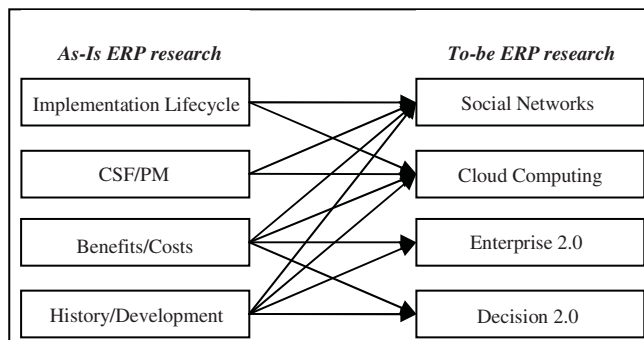 As-Is ERP research To-be ERP research
Implementation Lifecycle Social Networks
CSF/PM Cloud Computing
Benefits/Costs Enterprise 2.0
History/Development Decision 2.0